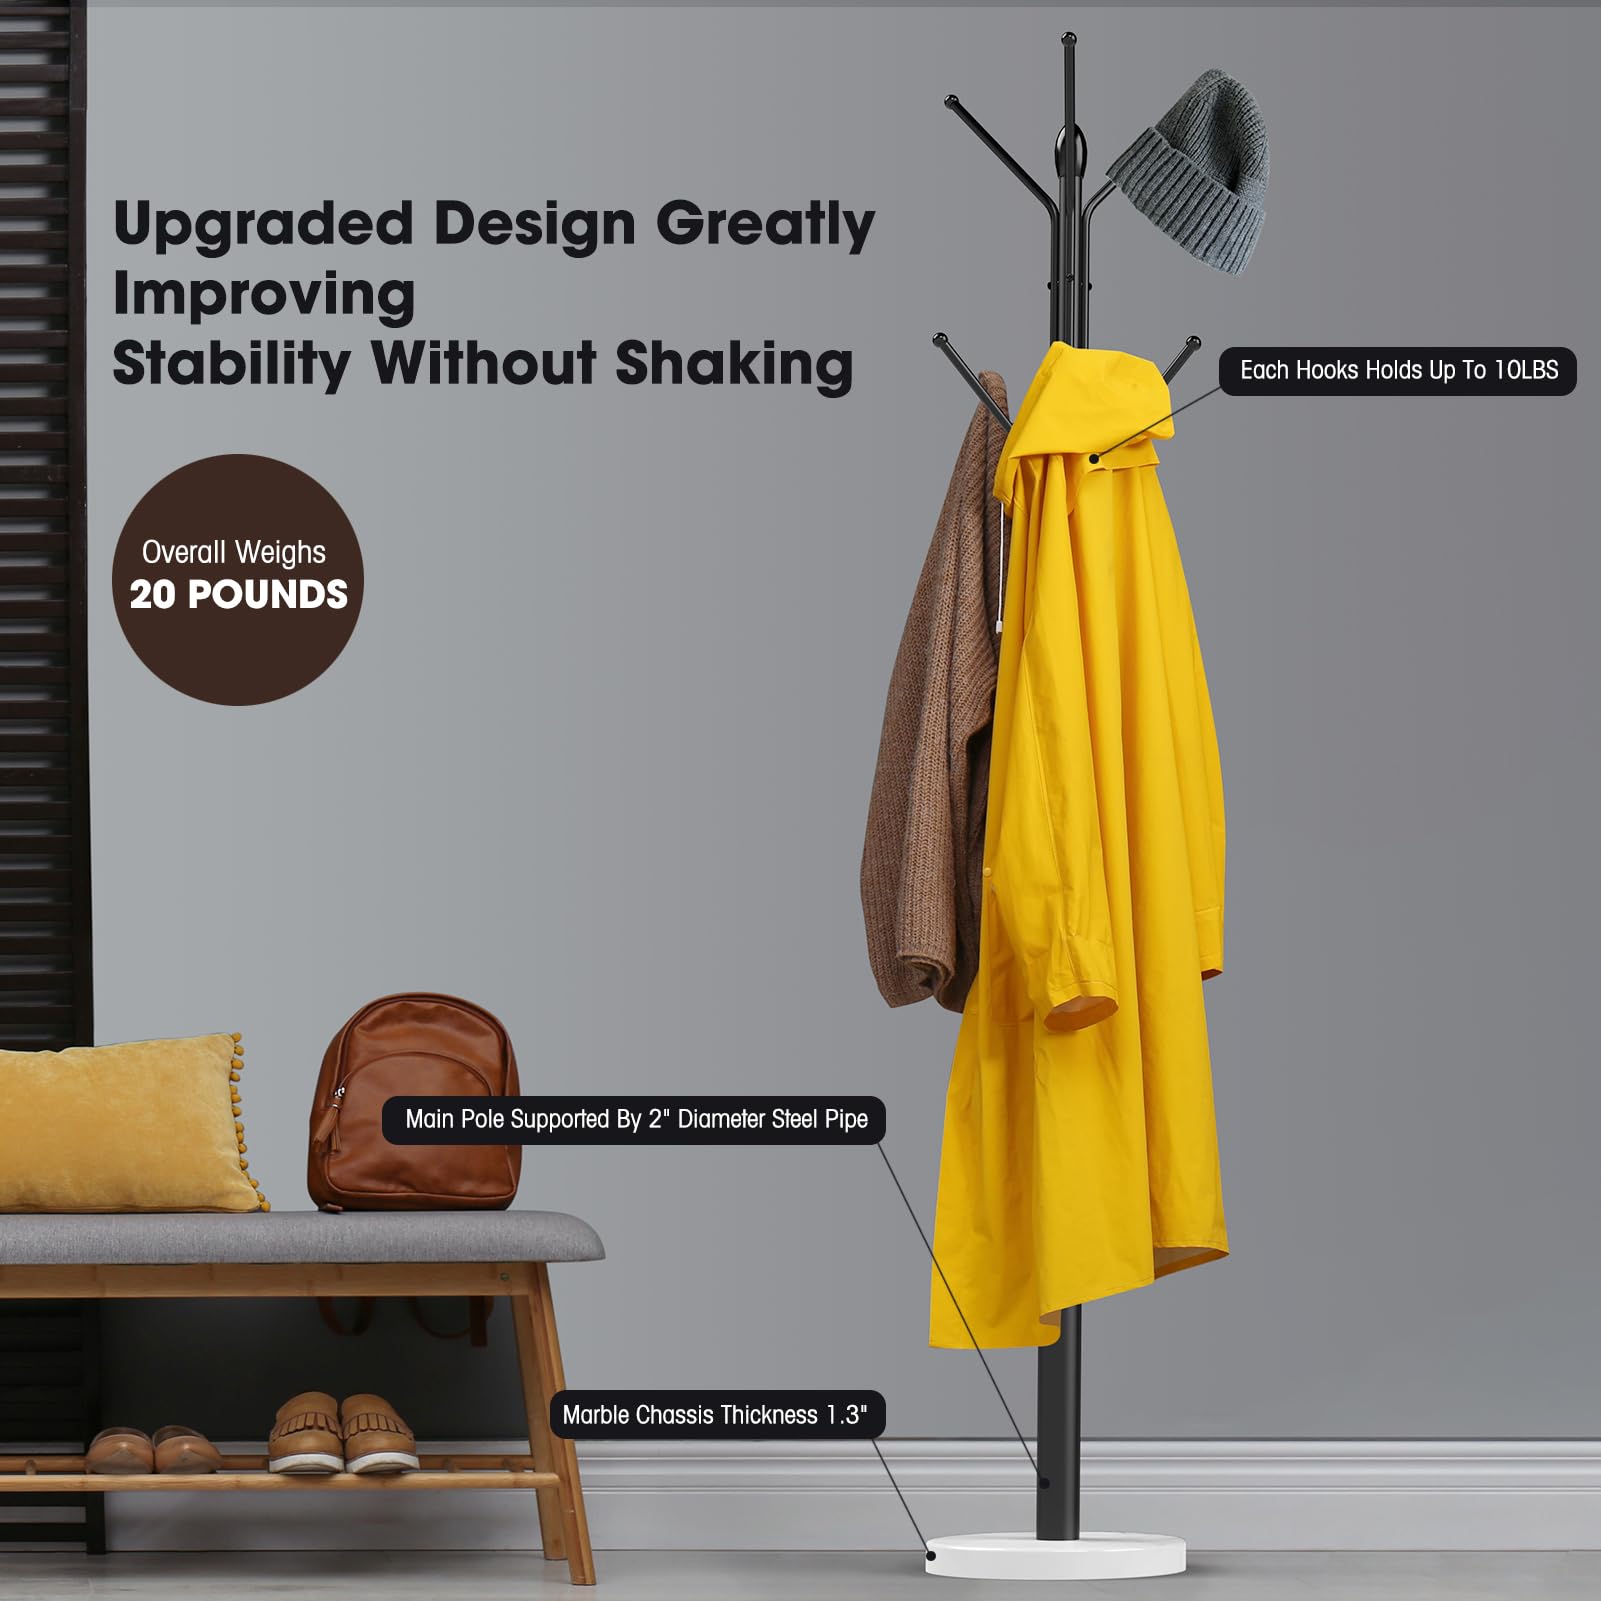 Upgraded Design Greatly
Improving
Stability Without Shaking
Each Hooks Holds Up To 10LBS
Overall Weighs
20 POUNDS
Main Pole Supported By 2" Diameter Steel Pipe
Marble Chassis Thickness 1.3"